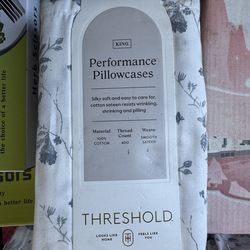 KING
Performance
Pillowcases
Silky soft and easy to care for,
cotton sateen resists wrinkling,
shrinking and pilling
Material Thread Count Weave
100% COTTON 400 SMOOTH SATEEN
THRESHOLD
LOOKS LIKE HOME FEELS LIKE YOU
the choice of a better life
Herb Scissors